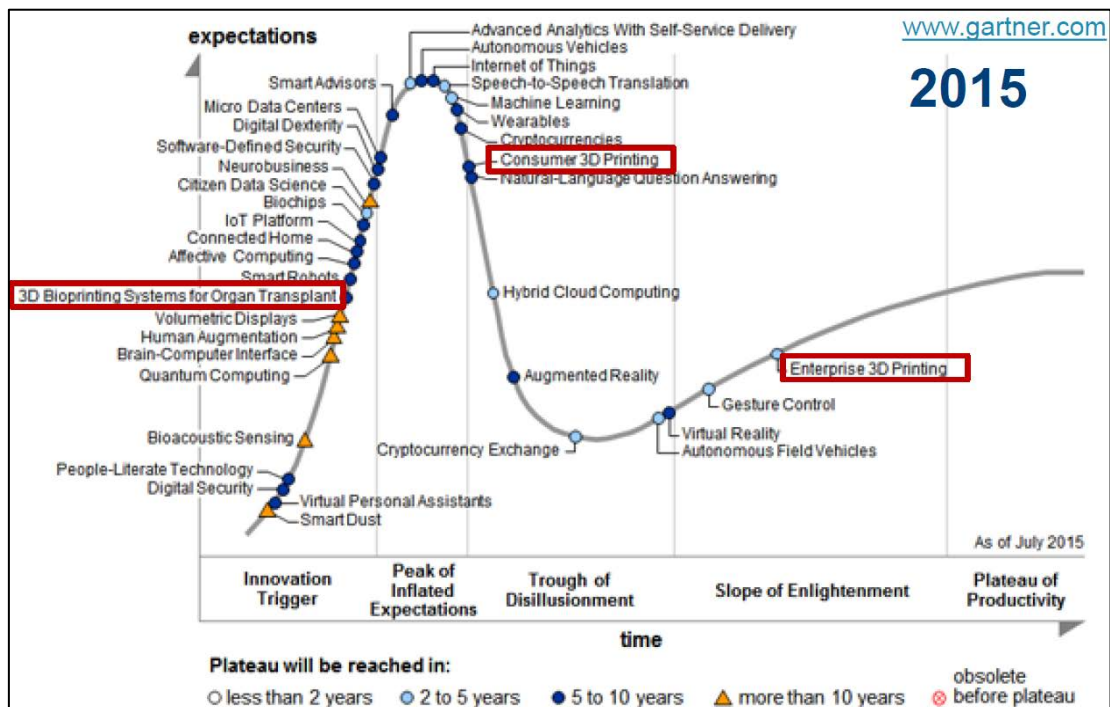 www.gartner.com
2015
expectations
Advanced Analytics With Self-Service Delivery
Autonomous Vehicles
Internet of Things
Speech-to-Speech Translation
Machine Learning
Wearables
Cryptocurrencies
Consumer 3D Printing
Natural-Language Question Answering
Smart Advisors
Micro Data Centers
Digital Dexterity
Software-Defined Security
Neurobusiness
Citizen Data Science
Biochips
IoT Platform
Connected Home
Affective Computing
Smart Robots
3D Bioprinting Systems for Organ Transplant
Volumetric Displays
Human Augmentation
Brain-Computer Interface
Quantum Computing
Bioacoustic Sensing
People-Literate Technology
Digital Security
Virtual Personal Assistants
Smart Dust
Hybrid Cloud Computing
Augmented Reality
Cryptocurrency Exchange
Enterprise 3D Printing
Gesture Control
Virtual Reality
Autonomous Field Vehicles
As of July 2015
Innovation
Trigger
Peak of
Inflated
Expectations
Trough of
Disillusionment
Slope of Enlightenment
Plateau of
Productivity
time
Plateau will be reached in:
less than 2 years
2 to 5 years
5 to 10 years
more than 10 years
obsolete
before plateau